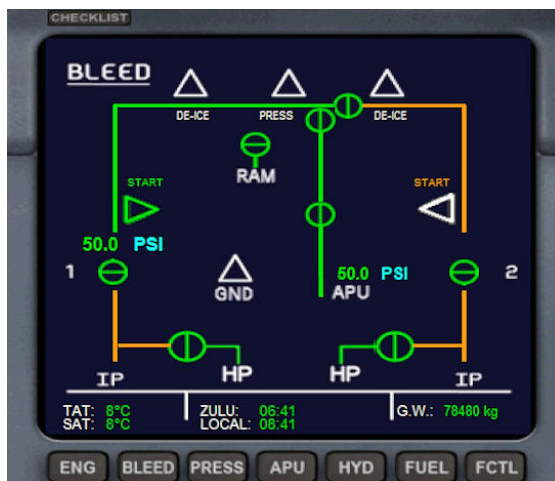 CHECKLIST
BLEED
DE-ICE PRESS DE-ICE
RAM
START START
50.0 PSI
1 GND 50.0 PSI 2
APU
HP HP
IP IP
TAT: 8°C ZULU: 06:41 G.W.: 78480 kg
SAT: 8°C LOCAL: 08:41
ENG BLEED PRESS APU HYD FUEL FCTL